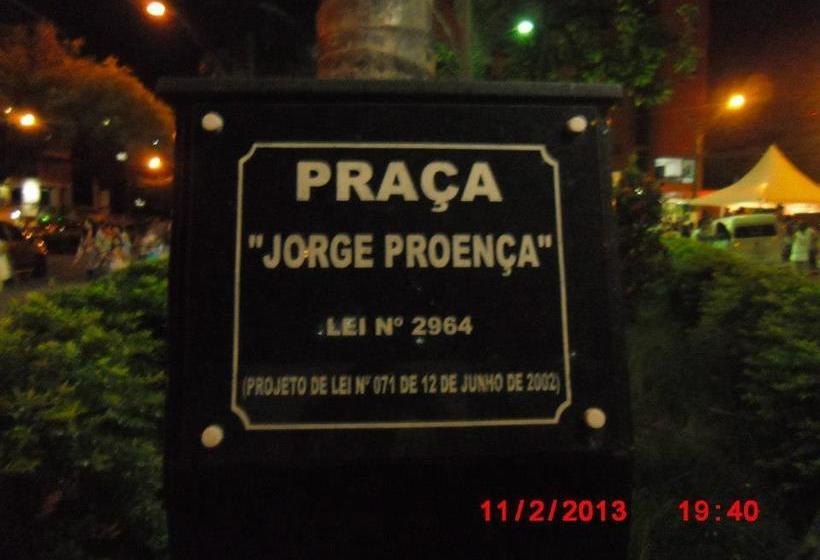 PRAÇA
"JORGE PROENÇA"
LEI Nº 2964
(PROJETO DE LEI Nº 071 DE 12 DE JUNHO DE 2002)
11/2/2013 19:40